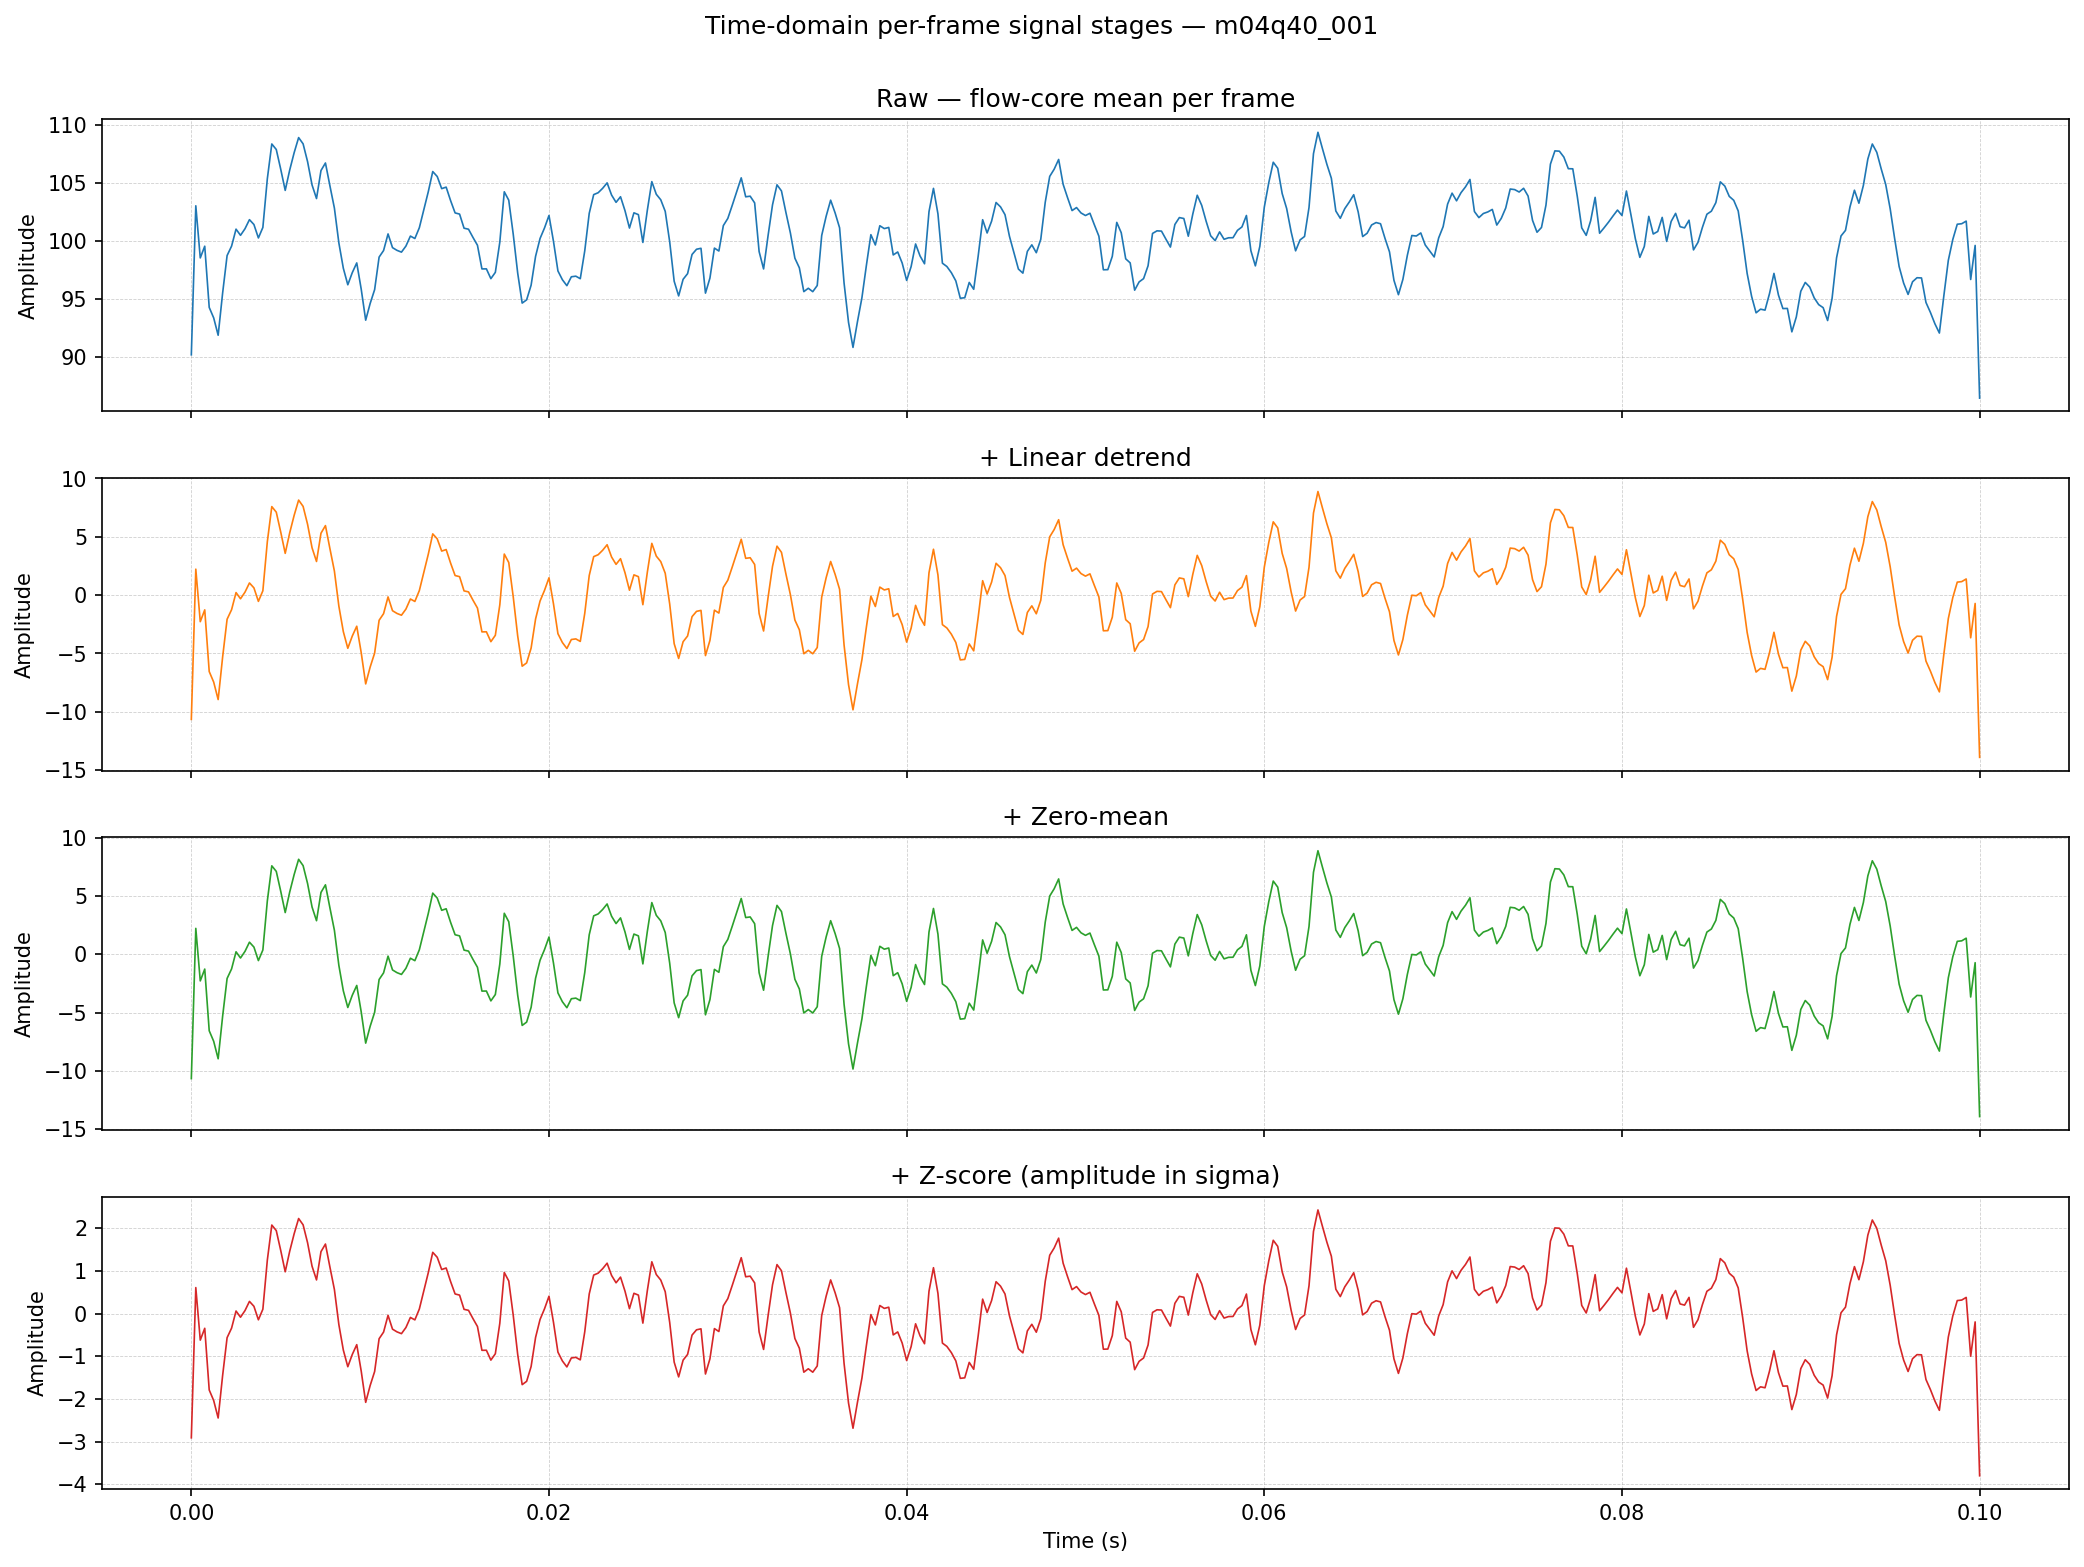 Time-domain per-frame signal stages — m04q40_001
Raw — flow-core mean per frame
Amplitude
110
105
100
95
90
+ Linear detrend
Amplitude
10
5
0
−5
−10
−15
+ Zero-mean
Amplitude
10
5
0
−5
−10
−15
+ Z-score (amplitude in sigma)
Amplitude
2
1
0
−1
−2
−3
−4
0.00 0.02 0.04 0.06 0.08 0.10
Time (s)